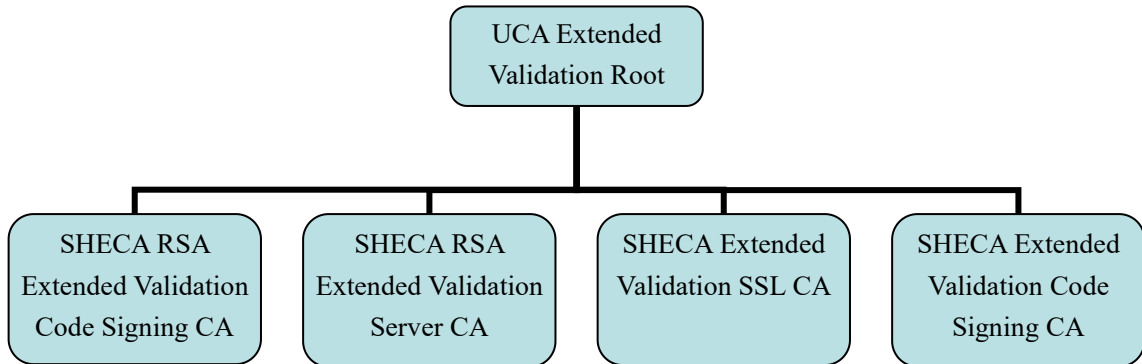 UCA Extended
Validation Root
SHECA RSA
Extended Validation
Code Signing CA
SHECA RSA
Extended Validation
Server CA
SHECA Extended
Validation SSL CA
SHECA Extended
Validation Code
Signing CA